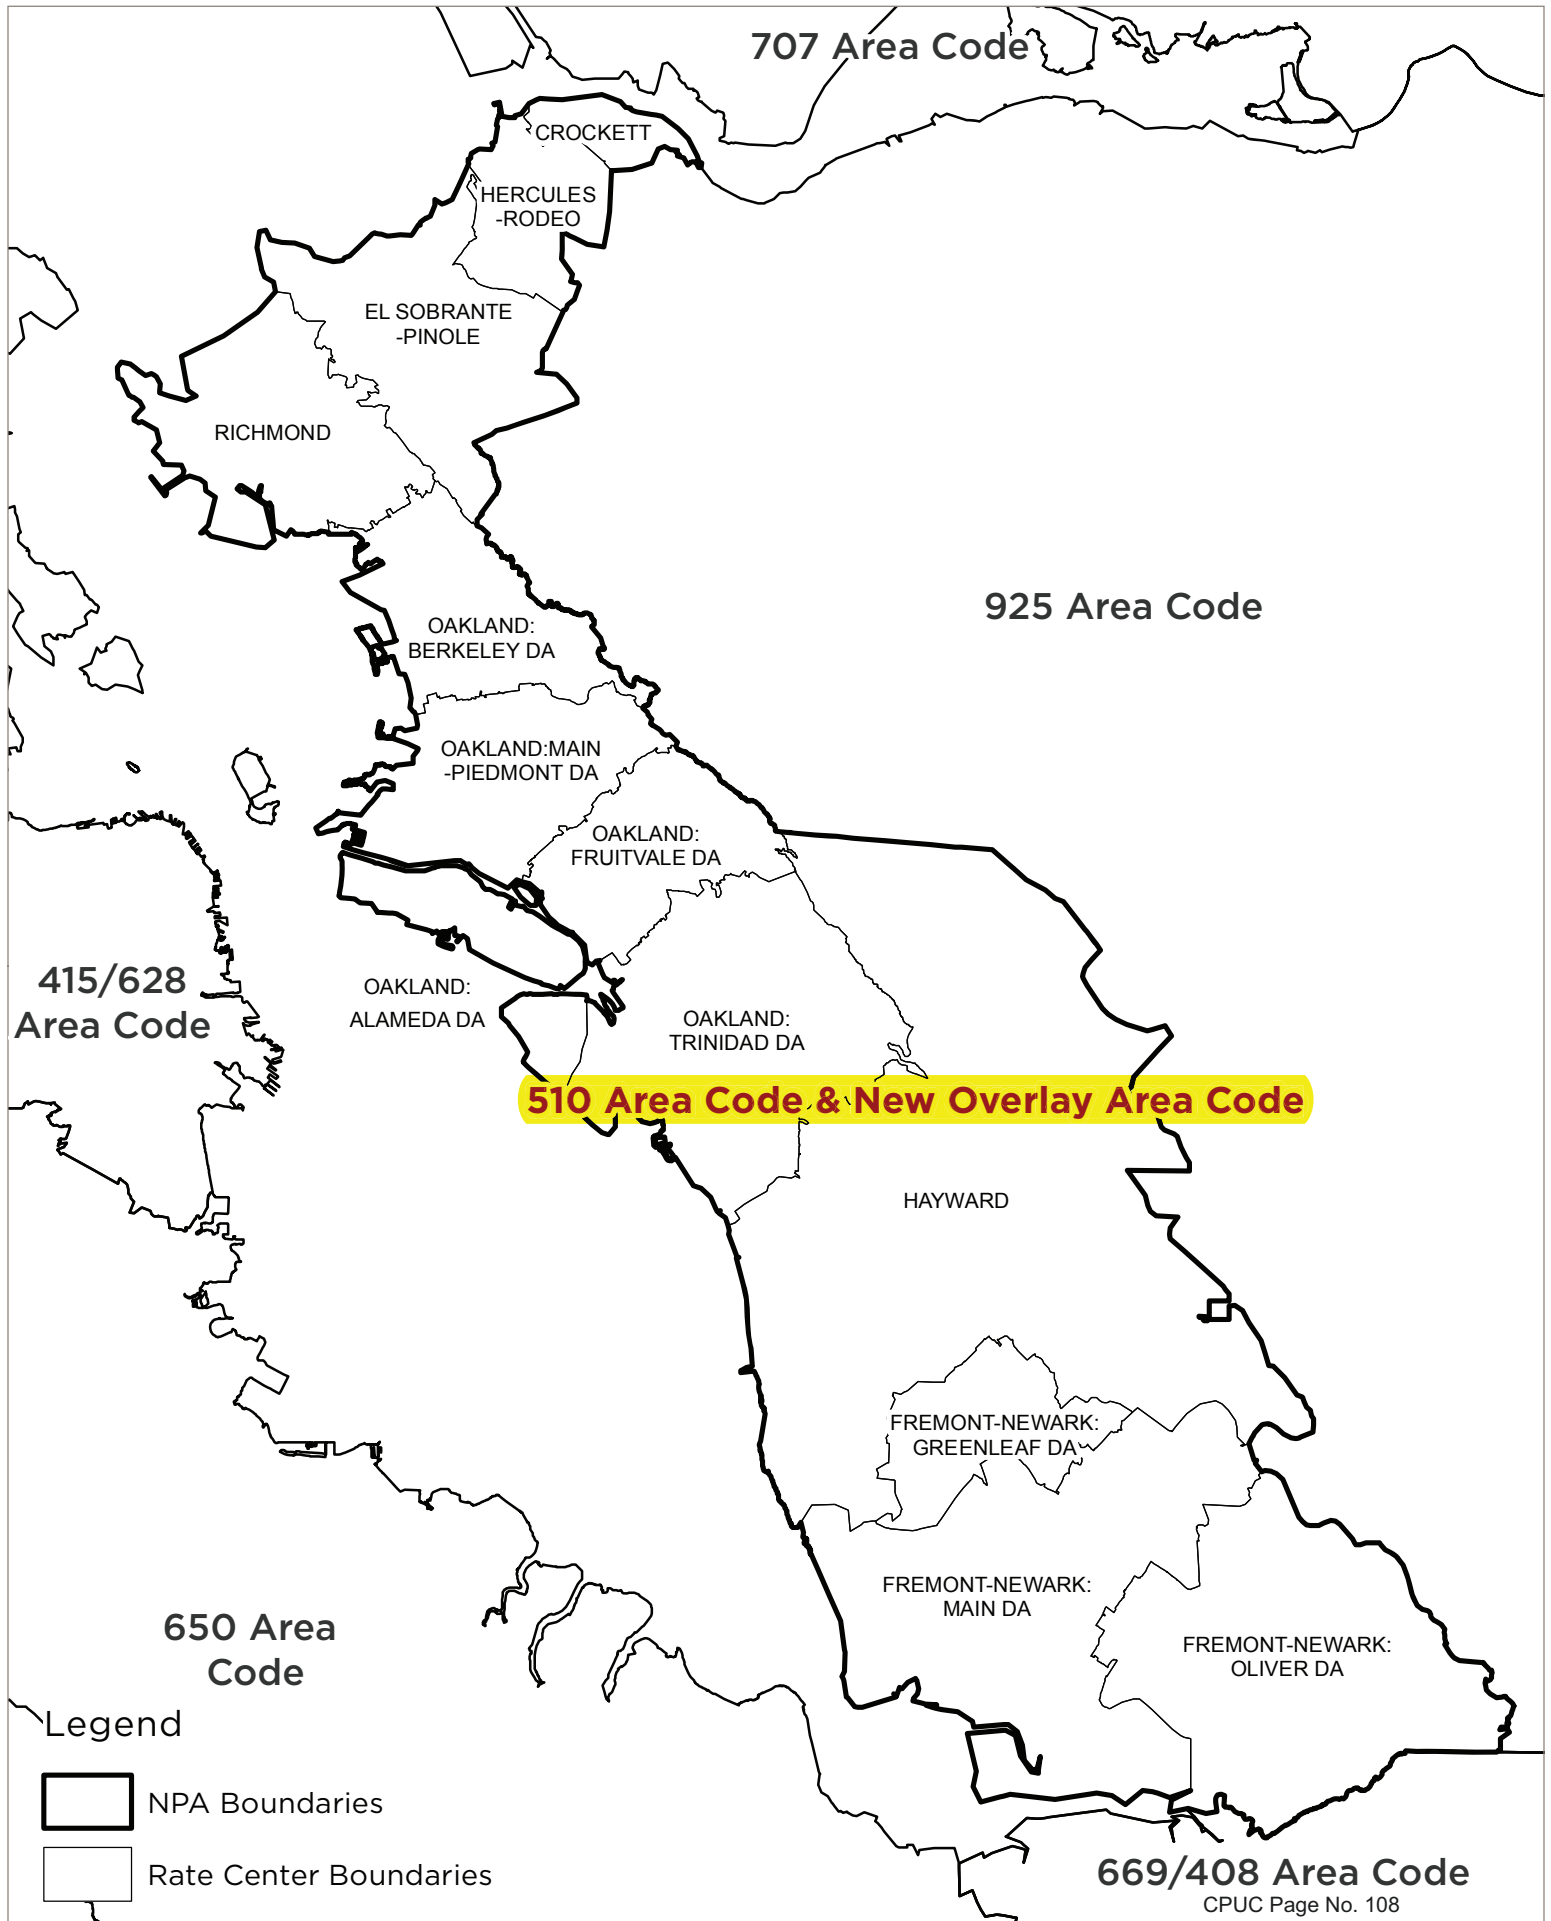 707 Area Code
CROCKETT
HERCULES
-RODEO
EL SOBRANTE
-PINOLE
RICHMOND
925 Area Code
OAKLAND:
BERKELEY DA
OAKLAND:MAIN
-PIEDMONT DA
OAKLAND:
FRUITVALE DA
415/628
Area Code
OAKLAND:
ALAMEDA DA
OAKLAND:
TRINIDAD DA
510 Area Code & New Overlay Area Code
HAYWARD
FREMONT-NEWARK:
GREENLEAF DA
FREMONT-NEWARK:
MAIN DA
650 Area
Code
FREMONT-NEWARK:
OLIVER DA
Legend
NPA Boundaries
Rate Center Boundaries
669/408 Area Code
CPUC Page No. 108